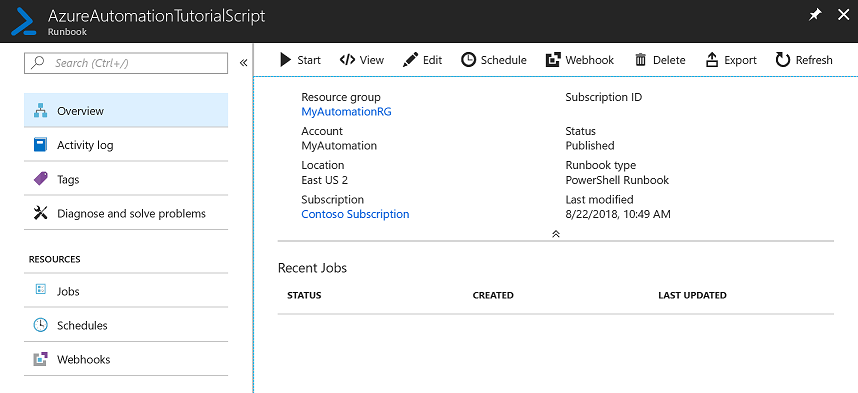 AzureAutomationTutorialScript
Runbook
Search (Ctrl+/)
Overview
Activity log
Tags
Diagnose and solve problems
RESOURCES
Jobs
Schedules
Webhooks
Start View Edit Schedule Webhook Delete Export Refresh
Resource group
MyAutomationRG
Account
MyAutomation
Location
East US 2
Subscription
Contoso Subscription
Subscription ID
Status
Published
Runbook type
PowerShell Runbook
Last modified
8/22/2018, 10:49 AM
Recent Jobs
STATUS CREATED LAST UPDATED